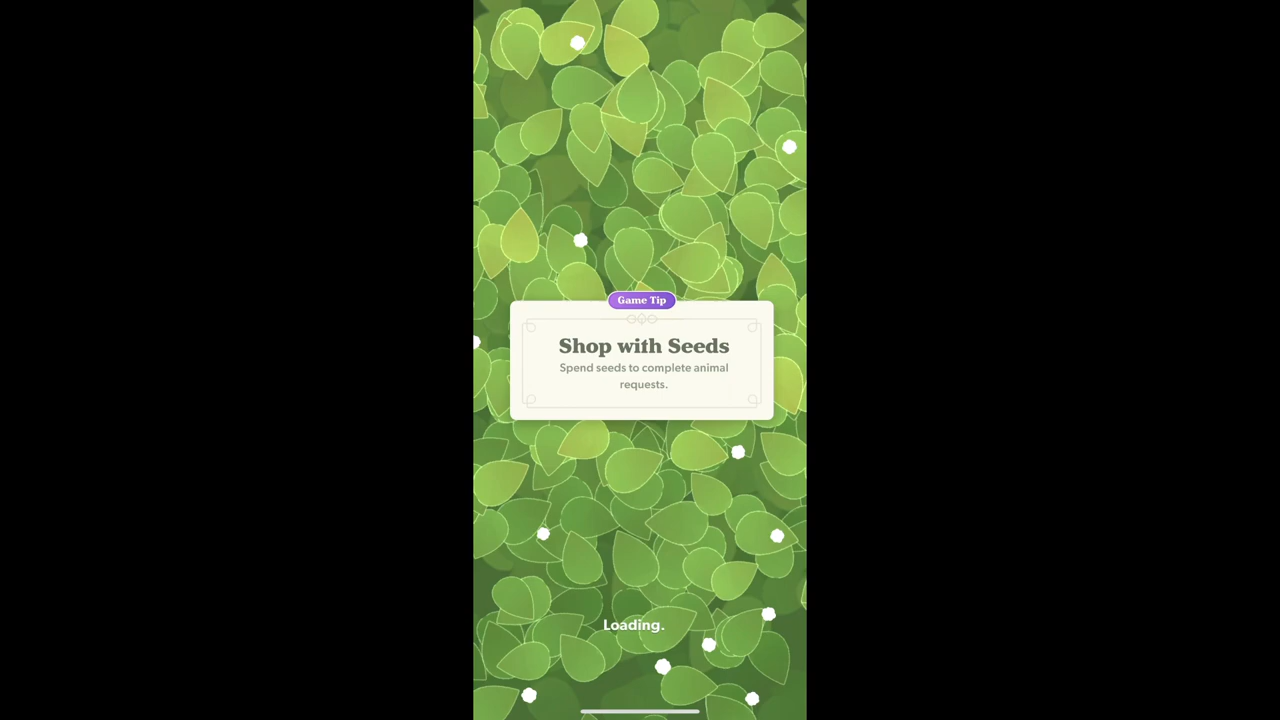 Game Tip
Shop with Seeds
Spend seeds to complete animal
requests.
Loading.